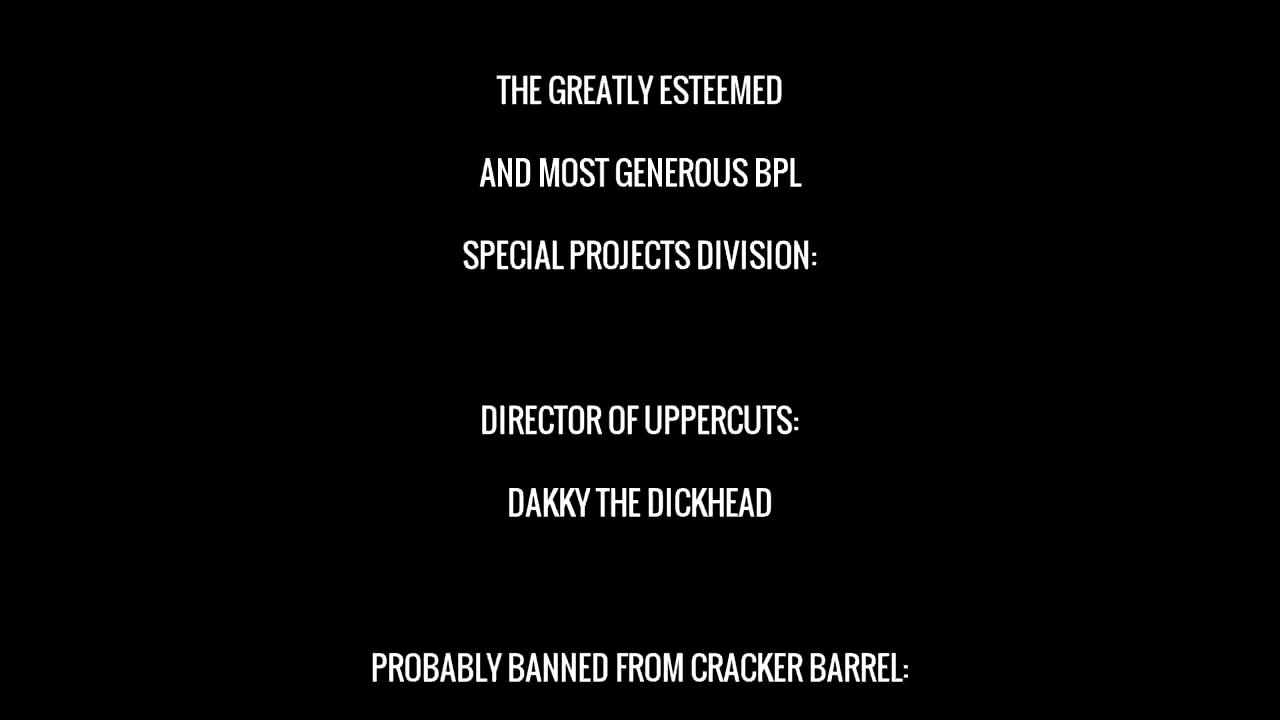 THE GREATLY ESTEEMED
AND MOST GENEROUS BPL
SPECIAL PROJECTS DIVISION:
DIRECTOR OF UPPERCUTS:
DAKKY THE DICKHEAD
PROBABLY BANNED FROM CRACKER BARREL: